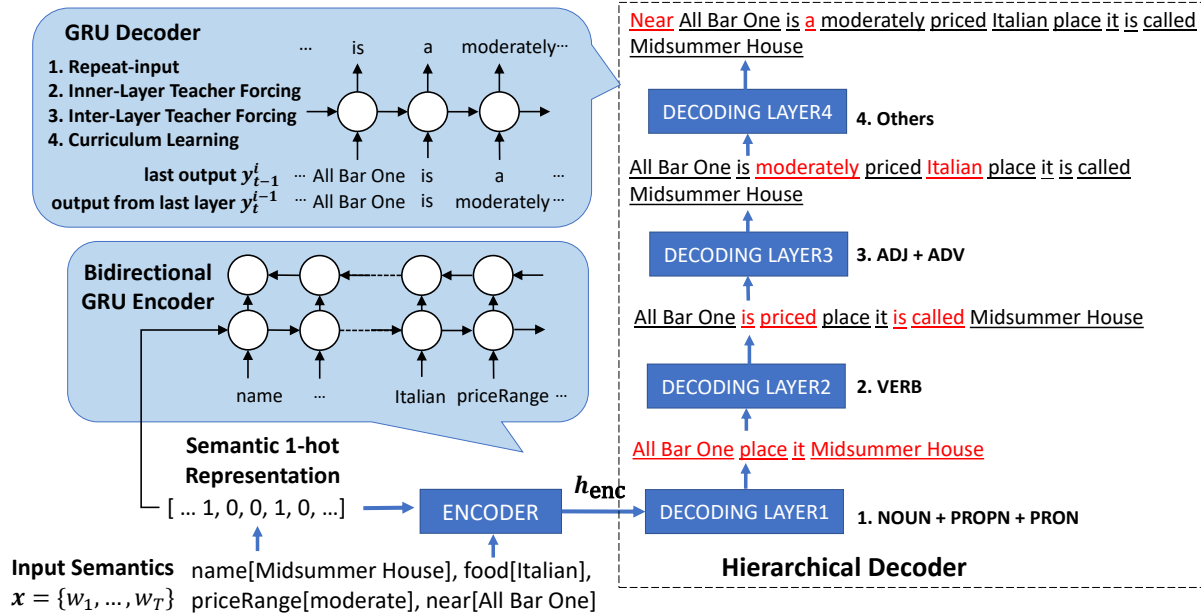 GRU Decoder
1. Repeat-input
2. Inner-Layer Teacher Forcing
3. Inter-Layer Teacher Forcing
4. Curriculum Learning
... is a moderately...
last output $y_{t-1}^{i}$ ... All Bar One is a ...
output from last layer $y_{t}^{i-1}$ ... All Bar One is moderately...
Bidirectional
GRU Encoder
name ... Italian priceRange ...
Semantic 1-hot
Representation
[ ... 1, 0, 0, 1, 0, ...]
ENCODER
$h_{enc}$
Input Semantics
$x = \{w_1, ..., w_T\}$
name[Midsummer House], food[Italian],
priceRange[moderate], near[All Bar One]
Near All Bar One is a moderately priced Italian place it is called
Midsummer House
DECODING LAYER4
4. Others
All Bar One is moderately priced Italian place it is called
Midsummer House
DECODING LAYER3
3. ADJ + ADV
All Bar One is priced place it is called Midsummer House
DECODING LAYER2
2. VERB
All Bar One place it Midsummer House
DECODING LAYER1
1. NOUN + PROPN + PRON
Hierarchical Decoder